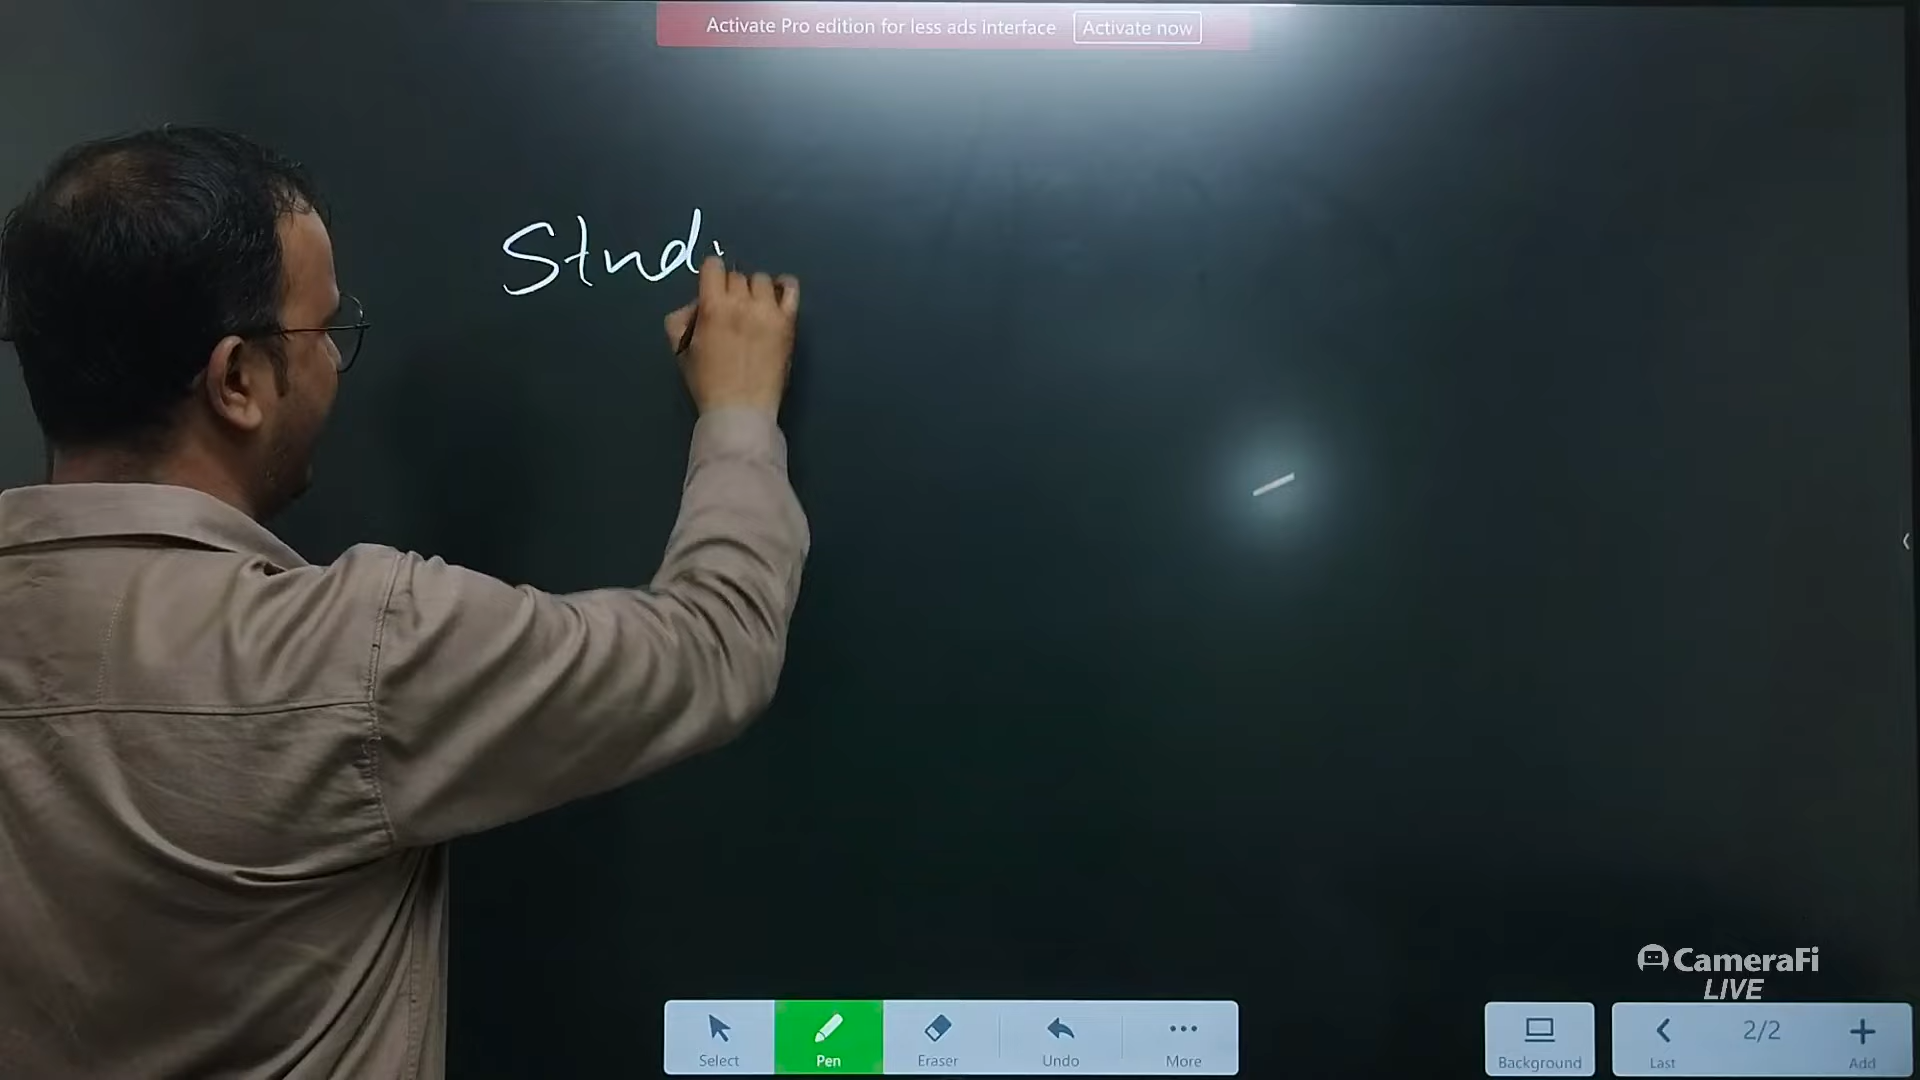 Activate Pro edition for less ads interface Activate now
Stud
CameraFi
LIVE
Select Pen Eraser Undo More Background Last 2/2 Add